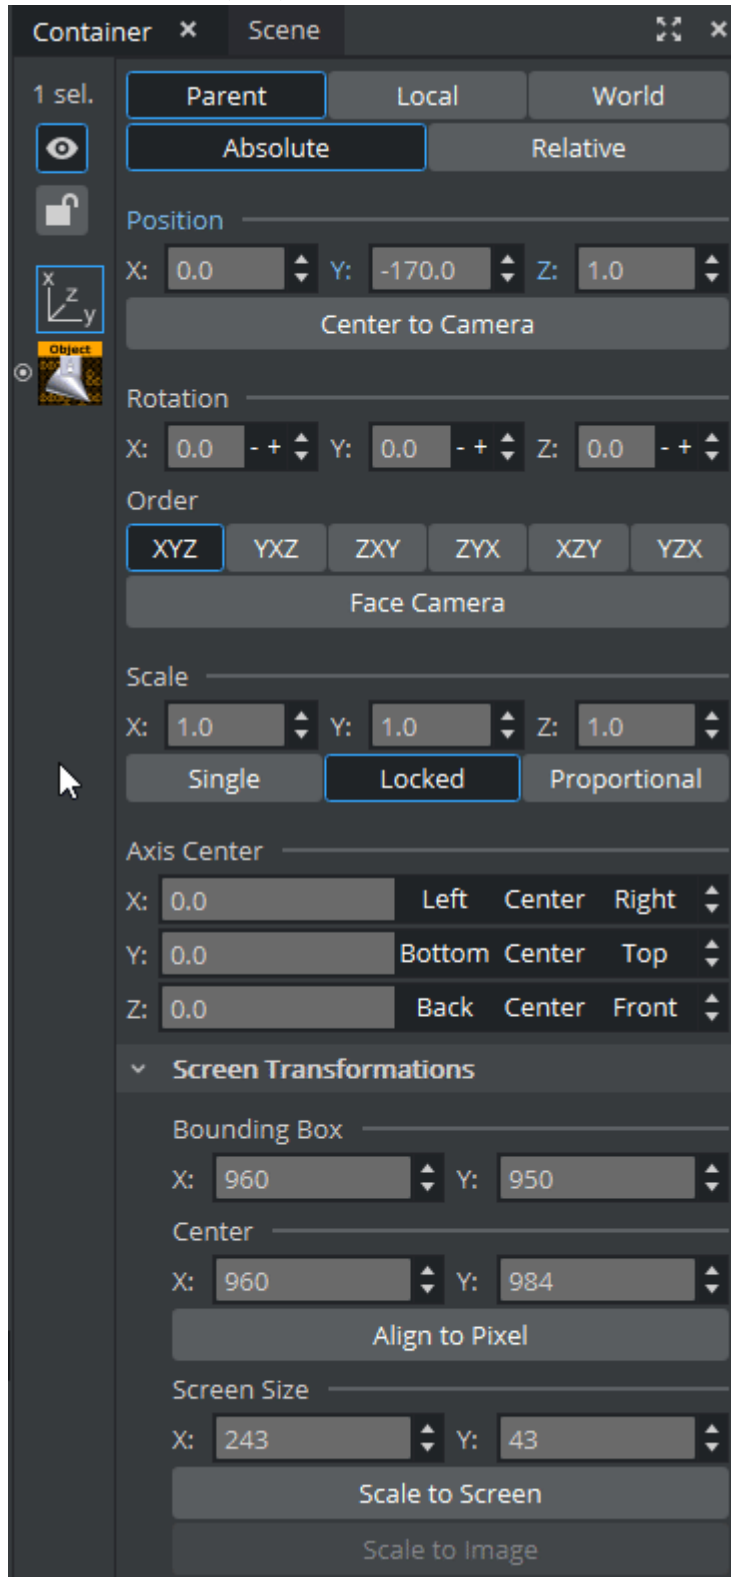 Container × Scene ×
1 sel. Parent Local World
Absolute Relative
Position
X: 0.0 Y: -170.0 Z: 1.0
x z y
Center to Camera
Object
Rotation
X: 0.0 - + Y: 0.0 - + Z: 0.0 - +
Order
XYZ YXZ ZXY ZYX XZY YZX
Face Camera
Scale
X: 1.0 Y: 1.0 Z: 1.0
Single Locked Proportional
Axis Center
X: 0.0 Left Center Right
Y: 0.0 Bottom Center Top
Z: 0.0 Back Center Front
Screen Transformations
Bounding Box
X: 960 Y: 950
Center
X: 960 Y: 984
Align to Pixel
Screen Size
X: 243 Y: 43
Scale to Screen
Scale to Image